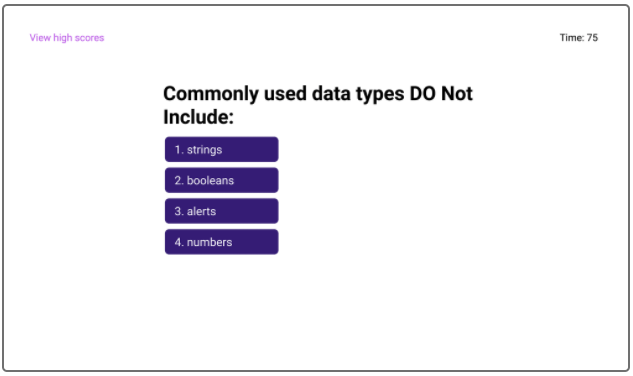 View high scores
Time: 75
Commonly used data types DO Not
Include:
1. strings
2. booleans
3. alerts
4. numbers